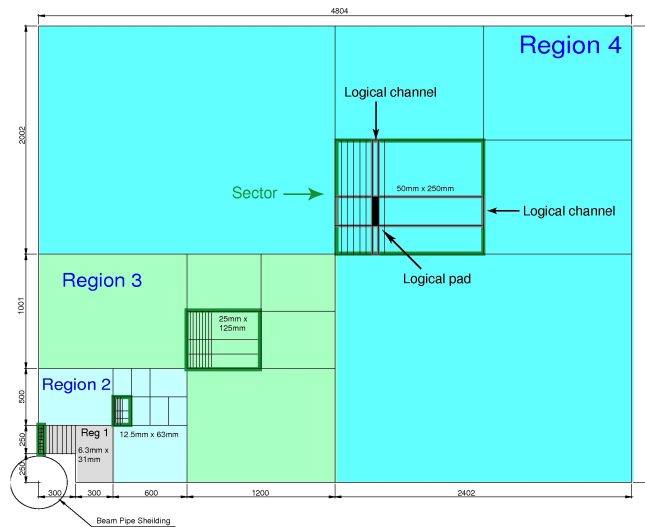 4804
Region 4
Logical channel
2002
50mm x 250mm
Sector
Logical channel
Logical pad
Region 3
1001
25mm x
125mm
Region 2
500
Reg 1
12.5mm x 63mm
250
6.3mm x
31mm
250
300
300
600
1200
2402
Beam Pipe Sheilding